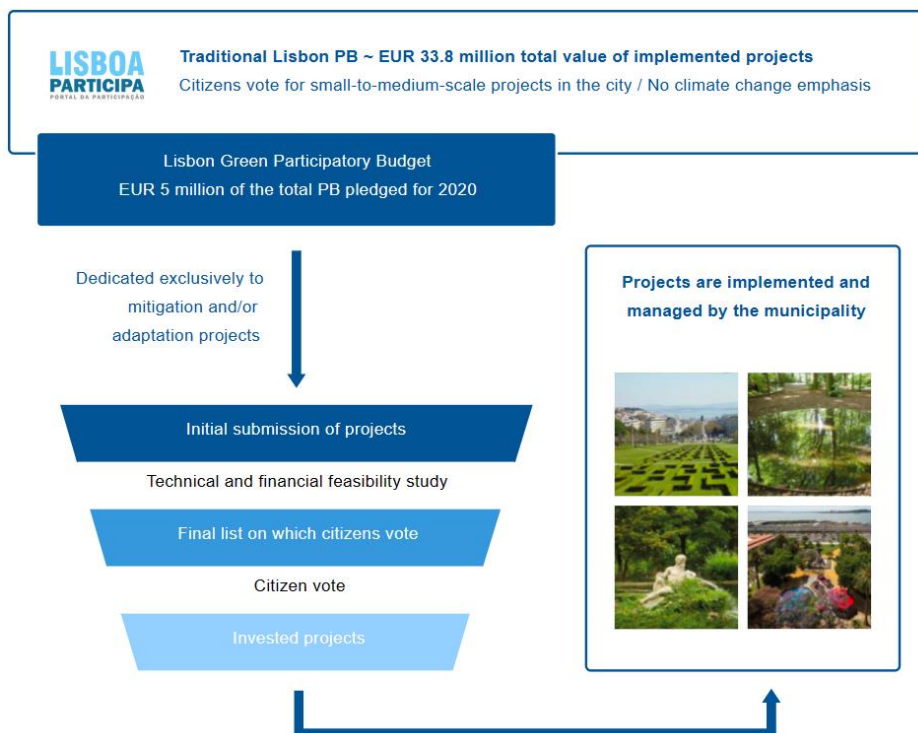 LISBOA
PARTICIPA
PORTAL DA PARTICIPAÇÃO
Traditional Lisbon PB ~ EUR 33.8 million total value of implemented projects
Citizens vote for small-to-medium-scale projects in the city / No climate change emphasis
Lisbon Green Participatory Budget
EUR 5 million of the total PB pledged for 2020
Dedicated exclusively to
mitigation and/or
adaptation projects
Initial submission of projects
Technical and financial feasibility study
Final list on which citizens vote
Citizen vote
Invested projects
Projects are implemented and
managed by the municipality